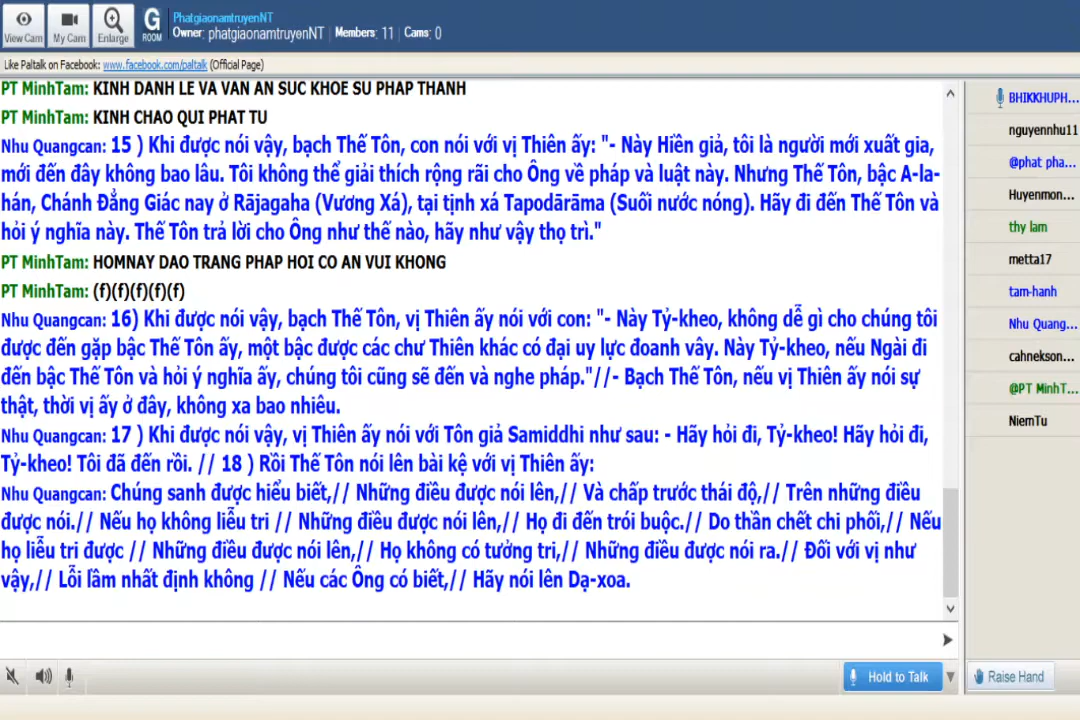 View Cam
My Cam
Enlarge
G
ROOM
PhatgiaonamtruyenNT
Owner: phatgiaonamtruyenNT | Members: 11 | Cams: 0
Like Paltalk on Facebook: www.facebook.com/paltalk (Official Page)
PT MinhTam: KINH DANH LE VA VAN AN SUC KHOE SU PHAP THANH
PT MinhTam: KINH CHAO QUI PHAT TU
Nhu Quangcan: 15 ) Khi được nói vậy, bạch Thế Tôn, con nói với vị Thiên ấy: "- Này Hiền giả, tôi là người mới xuất gia,
mới đến đây không bao lâu. Tôi không thể giải thích rộng rãi cho Ông về pháp và luật này. Nhưng Thế Tôn, bậc A-la-
hán, Chánh Đẳng Giác nay ở Rājagaha (Vương Xá), tại tịnh xá Tapodārāma (Suối nước nóng). Hãy đi đến Thế Tôn và
hỏi ý nghĩa này. Thế Tôn trả lời cho Ông như thế nào, hãy như vậy thọ trì."
PT MinhTam: HOMNAY DAO TRANG PHAP HOI CO AN VUI KHONG
PT MinhTam: (f)(f)(f)(f)(f)
Nhu Quangcan: 16) Khi được nói vậy, bạch Thế Tôn, vị Thiên ấy nói với con: "- Này Tỷ-kheo, không dễ gì cho chúng tôi
được đến gặp bậc Thế Tôn ấy, một bậc được các chư Thiên khác có đại uy lực doanh vây. Này Tỷ-kheo, nếu Ngài đi
đến bậc Thế Tôn và hỏi ý nghĩa ấy, chúng tôi cũng sẽ đến và nghe pháp."//- Bạch Thế Tôn, nếu vị Thiên ấy nói sự
thật, thời vị ấy ở đây, không xa bao nhiêu.
Nhu Quangcan: 17 ) Khi được nói vậy, vị Thiên ấy nói với Tôn giả Samiddhi như sau: - Hãy hỏi đi, Tỷ-kheo! Hãy hỏi đi,
Tỷ-kheo! Tôi đã đến rồi. // 18 ) Rồi Thế Tôn nói lên bài kệ với vị Thiên ấy:
Nhu Quangcan: Chúng sanh được hiểu biết,// Những điều được nói lên,// Và chấp trước thái độ,// Trên những điều
được nói.// Nếu họ không liễu tri // Những điều được nói lên,// Họ đi đến trói buộc.// Do thần chết chi phối,// Nếu
họ liễu tri được // Những điều được nói lên,// Họ không có tưởng tri,// Những điều được nói ra.// Đối với vị như
vậy,// Lỗi lầm nhất định không // Nếu các Ông có biết,// Hãy nói lên Dạ-xoa.
BHIKKHUPH...
nguyennhu11
@phat pha...
Huyenmon...
thy lam
metta17
tam-hanh
Nhu Quang...
cahnekson...
@PT MinhT...
NiemTu
Hold to Talk
Raise Hand